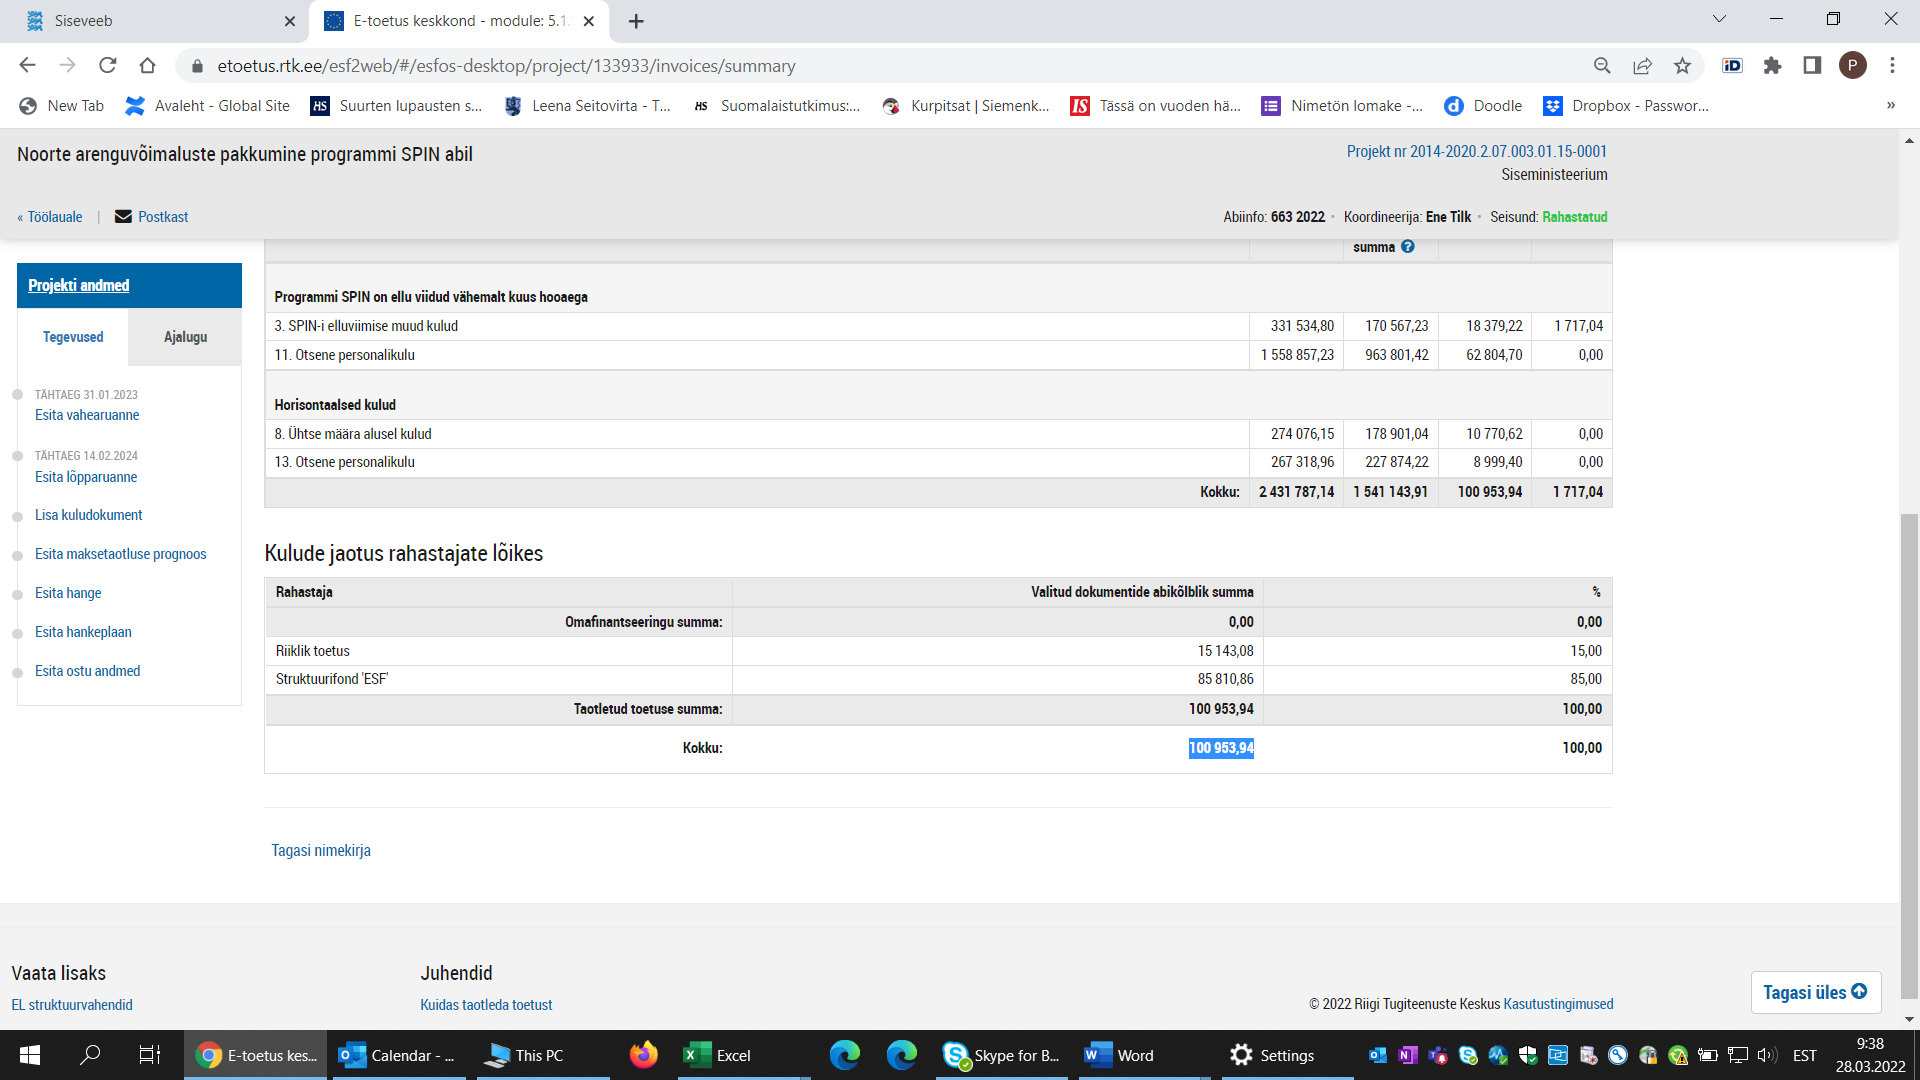 Siseveeb
E-toetus keskkond - module: 5.1
etoetus.rtk.ee/esf2web/#/esfos-desktop/project/133933/invoices/summary
New Tab
Avaleht - Global Site
Suurten lupausten s...
Leena Seitovirta - T...
Suomalaistutkimus:...
Kurpitsat | Siemenk...
Tässä on vuoden hä...
Nimetön lomake -...
Doodle
Dropbox - Passwor...
»
Noorte arenguvõimaluste pakkumine programmi SPIN abil
Projekt nr 2014-2020.2.07.003.01.15-0001
Siseministeerium
« Töölauale | Postkast
Abiinfo: 663 2022 • Koordineerija: Ene Tilk • Seisund: Rahastatud
Projekti andmed
Tegevused Ajalugu
TÄHTAEG 31.01.2023
Esita vahearuanne
TÄHTAEG 14.02.2024
Esita lõpparuanne
Lisa kuludokument
Esita maksetaotluse prognoos
Esita hange
Esita hankeplaan
Esita ostu andmed
summa
Programmi SPIN on ellu viidud vähemalt kuus hooaega
3. SPIN-i elluviimise muud kulud 331 534,80 170 567,23 18 379,22 1 717,04
11. Otsene personalikulu 1 558 857,23 963 801,42 62 804,70 0,00
Horisontaalsed kulud
8. Ühtse määra alusel kulud 274 076,15 178 901,04 10 770,62 0,00
13. Otsene personalikulu 267 318,96 227 874,22 8 999,40 0,00
Kokku: 2 431 787,14 1 541 143,91 100 953,94 1 717,04
Kulude jaotus rahastajate lõikes
Rahastaja Valitud dokumentide abikõlblik summa %
Omafinantseeringu summa: 0,00 0,00
Riiklik toetus 15 143,08 15,00
Struktuurifond 'ESF' 85 810,86 85,00
Taotletud toetuse summa: 100 953,94 100,00
Kokku: 100 953,94 100,00
Tagasi nimekirja
Vaata lisaks
EL struktuurvahendid
Juhendid
Kuidas taotleda toetust
© 2022 Riigi Tugiteenuste Keskus Kasutustingimused
Tagasi üles
E-toetus kes...
Calendar - ...
This PC
Excel
Skype for B...
Word
Settings
EST
9:38
28.03.2022